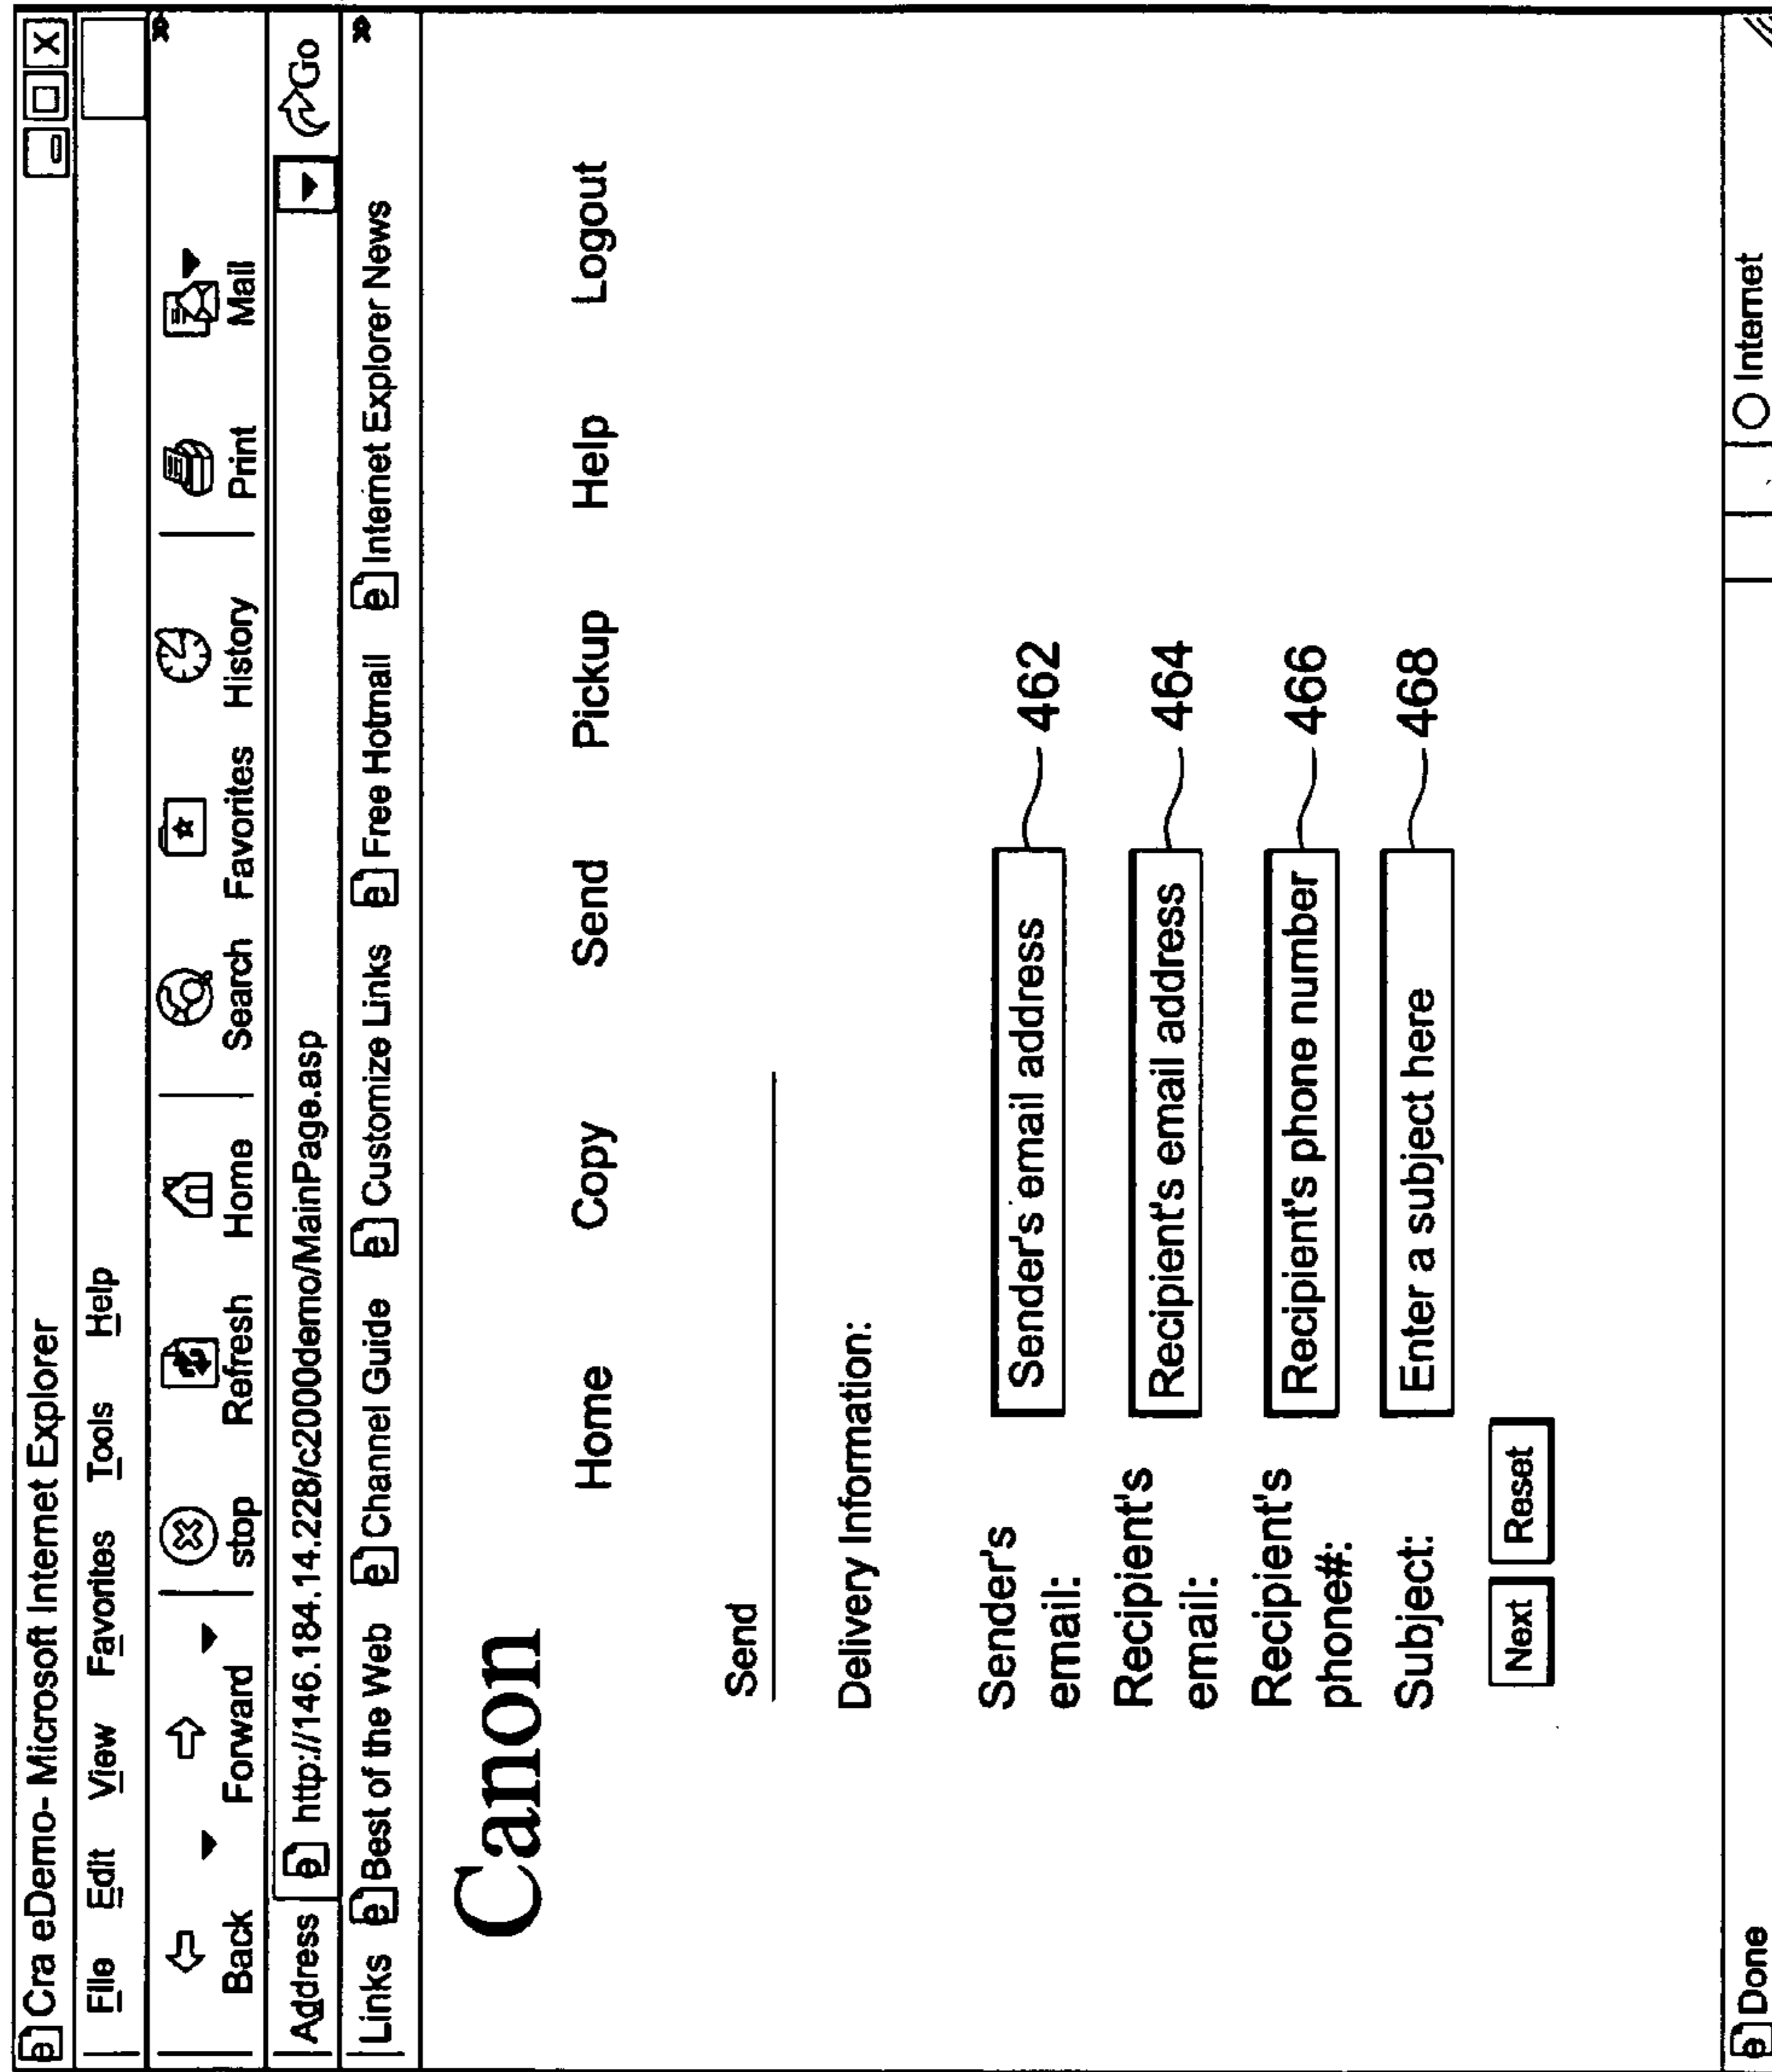 Cra eDemo- Microsoft Internet Explorer
File Edit View Favorites Tools Help
Back Forward stop Refresh Home Search Favorites History Print Mail
Address http://146.184.14.228/c2000demo/MainPage.asp Go
Links Best of the Web Channel Guide Customize Links Free Hotmail Internet Explorer News
Canon
Home Copy Send Pickup Help Logout
Send
Delivery Information:
Sender's
email: Sender's email address 462
Recipient's
email: Recipient's email address 464
Recipient's
phone#: Recipient's phone number 466
Subject: Enter a subject here 468
Next Reset
Done Internet